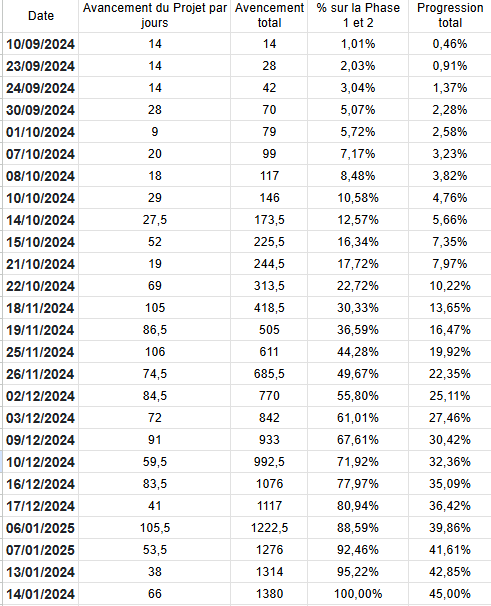 Date Avancement du Projet par jours Avencement total % sur la Phase 1 et 2 Progression total
10/09/2024 14 14 1,01% 0,46%
23/09/2024 14 28 2,03% 0,91%
24/09/2024 14 42 3,04% 1,37%
30/09/2024 28 70 5,07% 2,28%
01/10/2024 9 79 5,72% 2,58%
07/10/2024 20 99 7,17% 3,23%
08/10/2024 18 117 8,48% 3,82%
10/10/2024 29 146 10,58% 4,76%
14/10/2024 27,5 173,5 12,57% 5,66%
15/10/2024 52 225,5 16,34% 7,35%
21/10/2024 19 244,5 17,72% 7,97%
22/10/2024 69 313,5 22,72% 10,22%
18/11/2024 105 418,5 30,33% 13,65%
19/11/2024 86,5 505 36,59% 16,47%
25/11/2024 106 611 44,28% 19,92%
26/11/2024 74,5 685,5 49,67% 22,35%
02/12/2024 84,5 770 55,80% 25,11%
03/12/2024 72 842 61,01% 27,46%
09/12/2024 91 933 67,61% 30,42%
10/12/2024 59,5 992,5 71,92% 32,36%
16/12/2024 83,5 1076 77,97% 35,09%
17/12/2024 41 1117 80,94% 36,42%
06/01/2025 105,5 1222,5 88,59% 39,86%
07/01/2025 53,5 1276 92,46% 41,61%
13/01/2024 38 1314 95,22% 42,85%
14/01/2024 66 1380 100,00% 45,00%